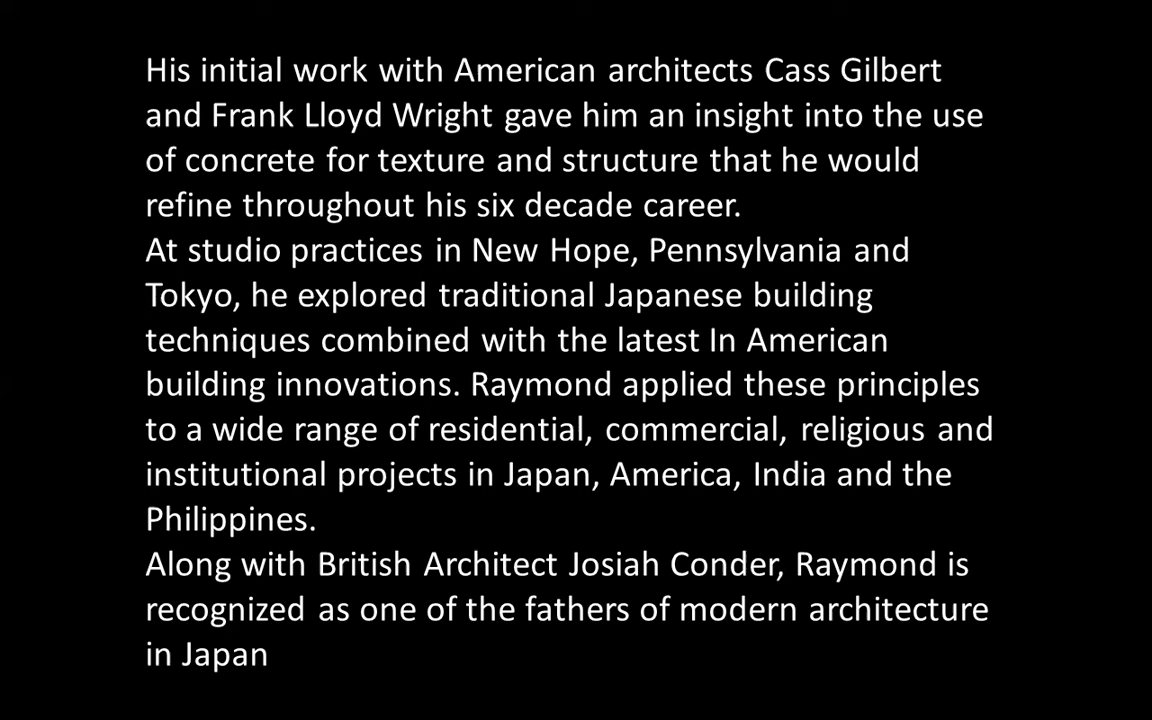 His initial work with American architects Cass Gilbert
and Frank Lloyd Wright gave him an insight into the use
of concrete for texture and structure that he would
refine throughout his six decade career.
At studio practices in New Hope, Pennsylvania and
Tokyo, he explored traditional Japanese building
techniques combined with the latest In American
building innovations. Raymond applied these principles
to a wide range of residential, commercial, religious and
institutional projects in Japan, America, India and the
Philippines.
Along with British Architect Josiah Conder, Raymond is
recognized as one of the fathers of modern architecture
in Japan